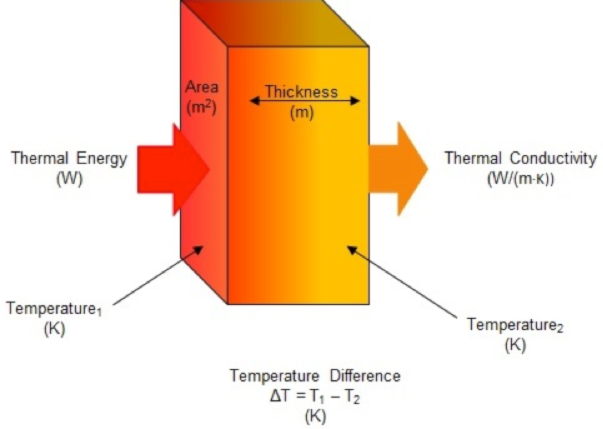 Area
(m²)
Thickness
(m)
Thermal Energy
(W)
Thermal Conductivity
(W/(m·κ))
Temperature₁
(K)
Temperature₂
(K)
Temperature Difference
ΔT = T₁ – T₂
(K)